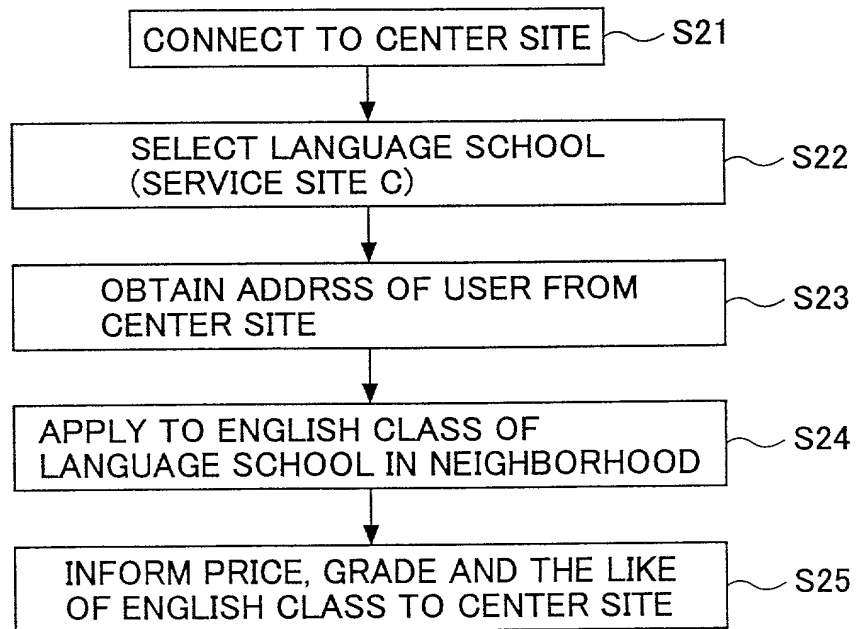 CONNECT TO CENTER SITE S21
SELECT LANGUAGE SCHOOL
(SERVICE SITE C) S22
OBTAIN ADDRSS OF USER FROM
CENTER SITE S23
APPLY TO ENGLISH CLASS OF
LANGUAGE SCHOOL IN NEIGHBORHOOD S24
INFORM PRICE, GRADE AND THE LIKE
OF ENGLISH CLASS TO CENTER SITE S25